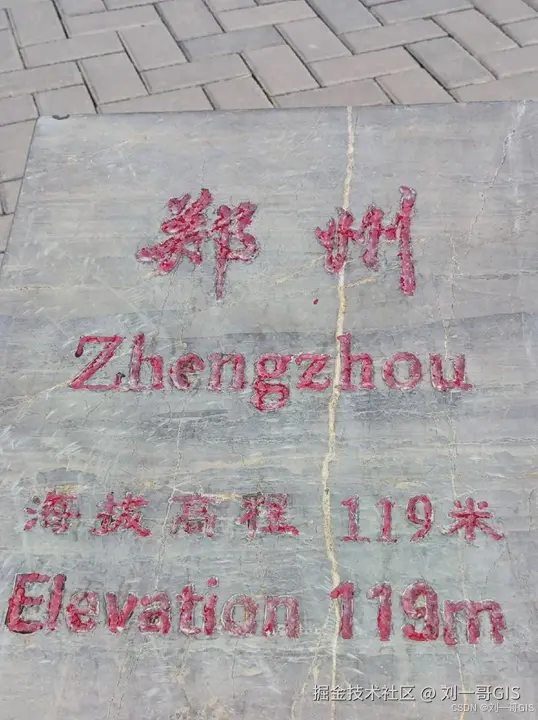 郑州
Zhengzhou
海拔高程 119米
Elevation 119m
掘金技术社区 @ 刘一哥GIS
CSDN @刘一哥GIS.